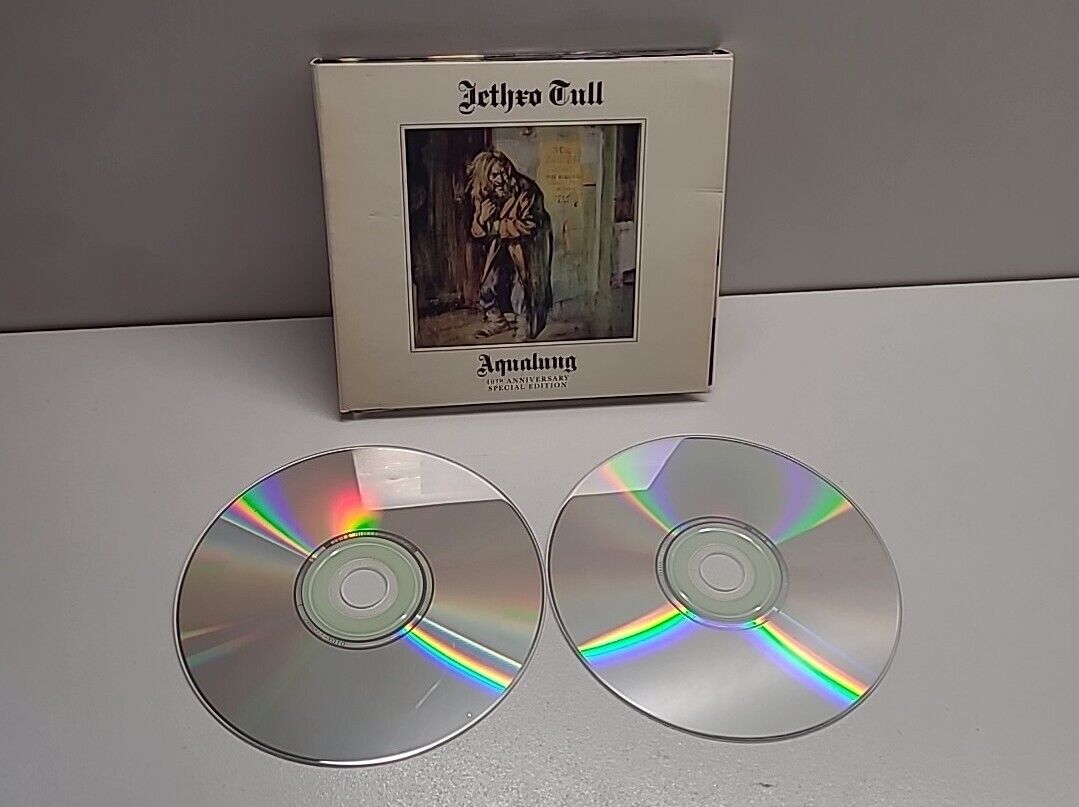 Jethro Tull
Aqualung
40TH ANNIVERSARY
SPECIAL EDITION